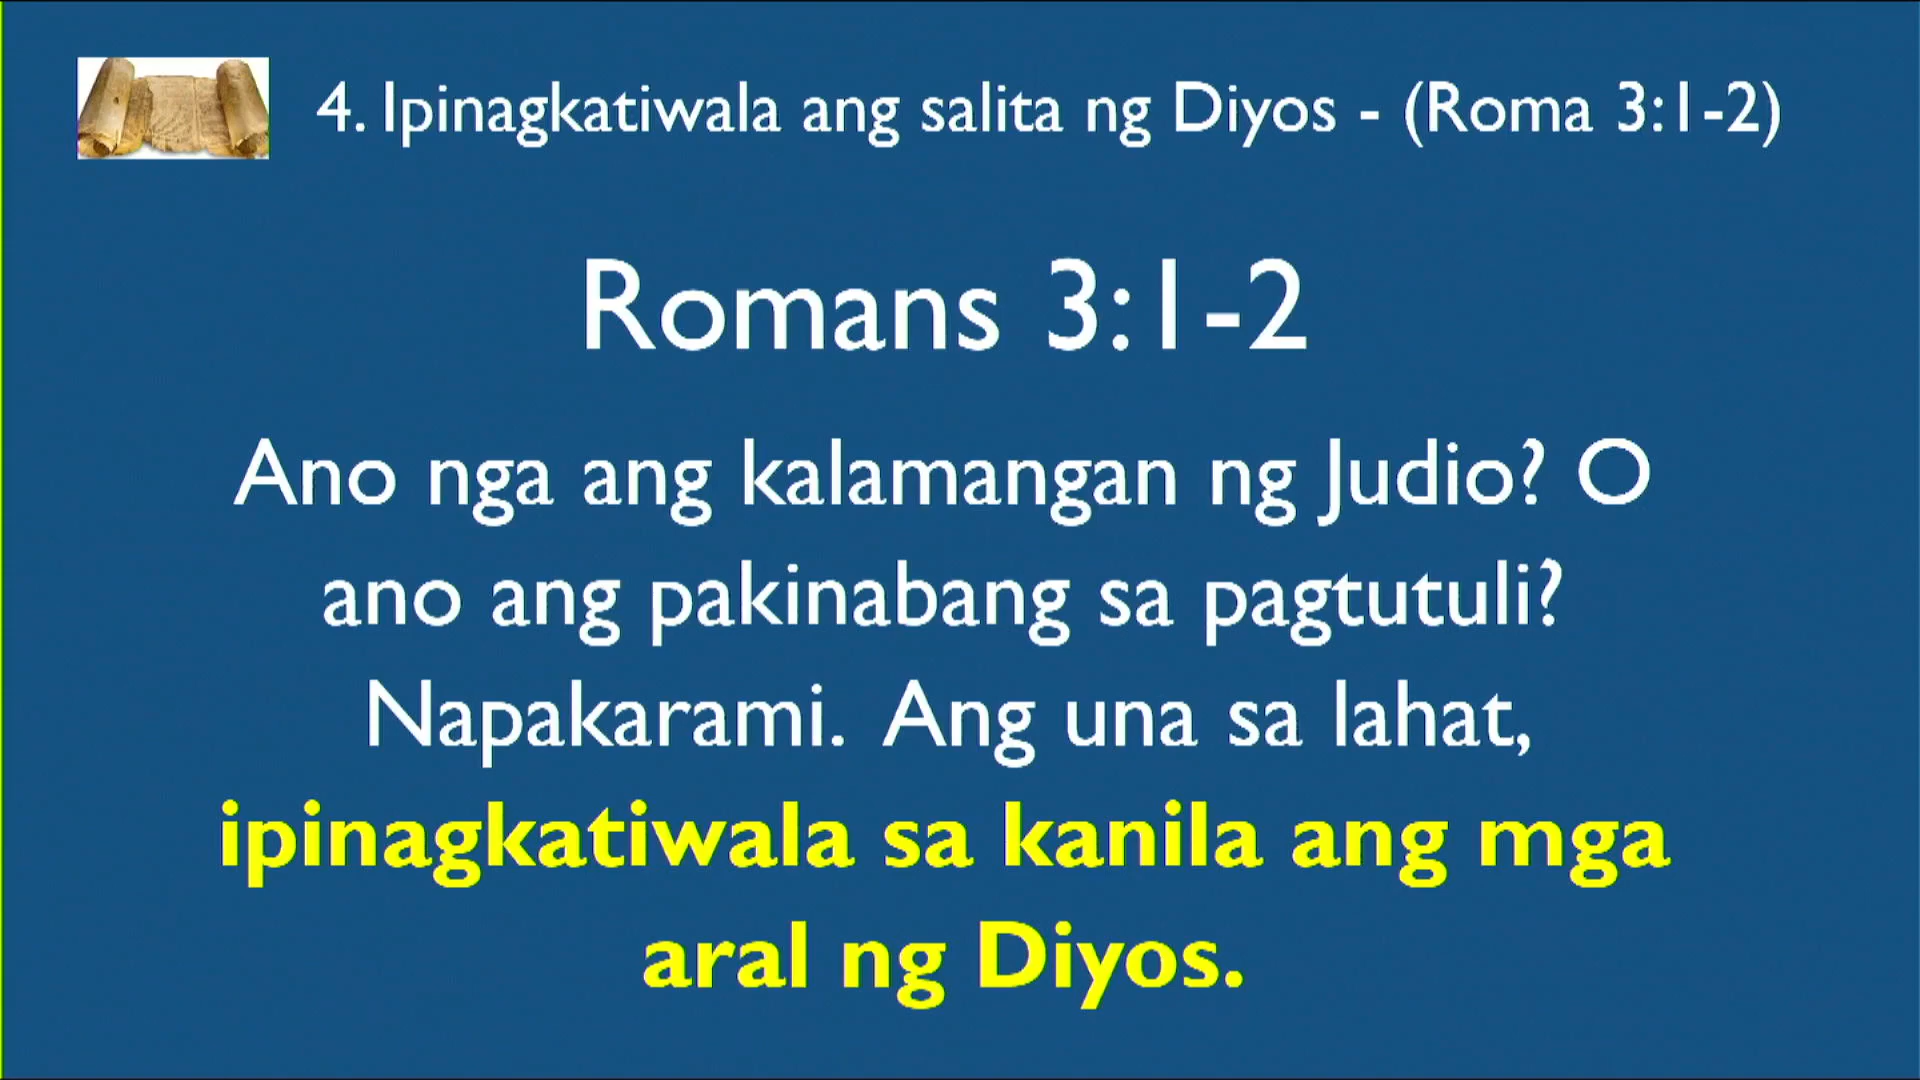 4. Ipinagkatiwala ang salita ng Diyos - (Roma 3:1-2)
Romans 3:1-2
Ano nga ang kalamangan ng Judio? O
ano ang pakinabang sa pagtutuli?
Napakarami. Ang una sa lahat,
ipinagkatiwala sa kanila ang mga
aral ng Diyos.